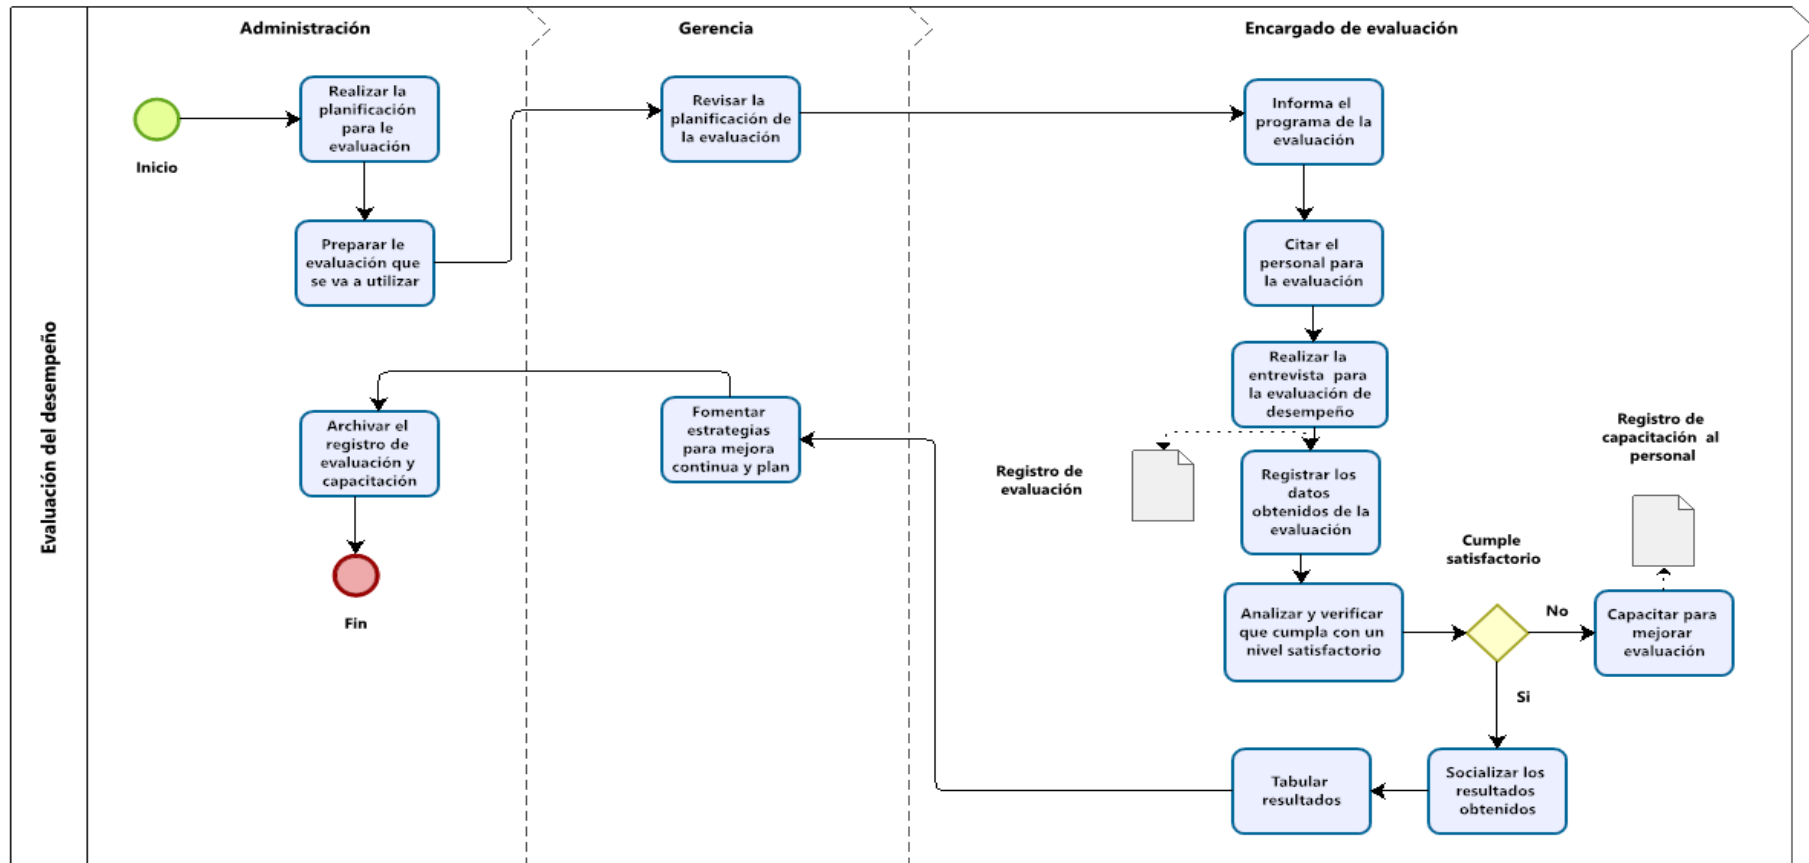 Administración
Gerencia
Encargado de evaluación
Evaluación del desempeño
Inicio
Realizar la
planificación
para le
evaluación
Preparar le
evaluación que
se va a utilizar
Revisar la
planificación de
la evaluación
Informa el
programa de la
evaluación
Citar el
personal para
la evaluación
Realizar la
entrevista para
la evaluación de
desempeño
Registro de
evaluación
Registrar los
datos
obtenidos de la
evaluación
Analizar y verificar
que cumpla con un
nivel satisfactorio
Cumple
satisfactorio
No
Capacitar para
mejorar
evaluación
Registro de
capacitación al
personal
Si
Socializar los
resultados
obtenidos
Tabular
resultados
Fomentar
estrategias
para mejora
continua y plan
Archivar el
registro de
evaluación y
capacitación
Fin